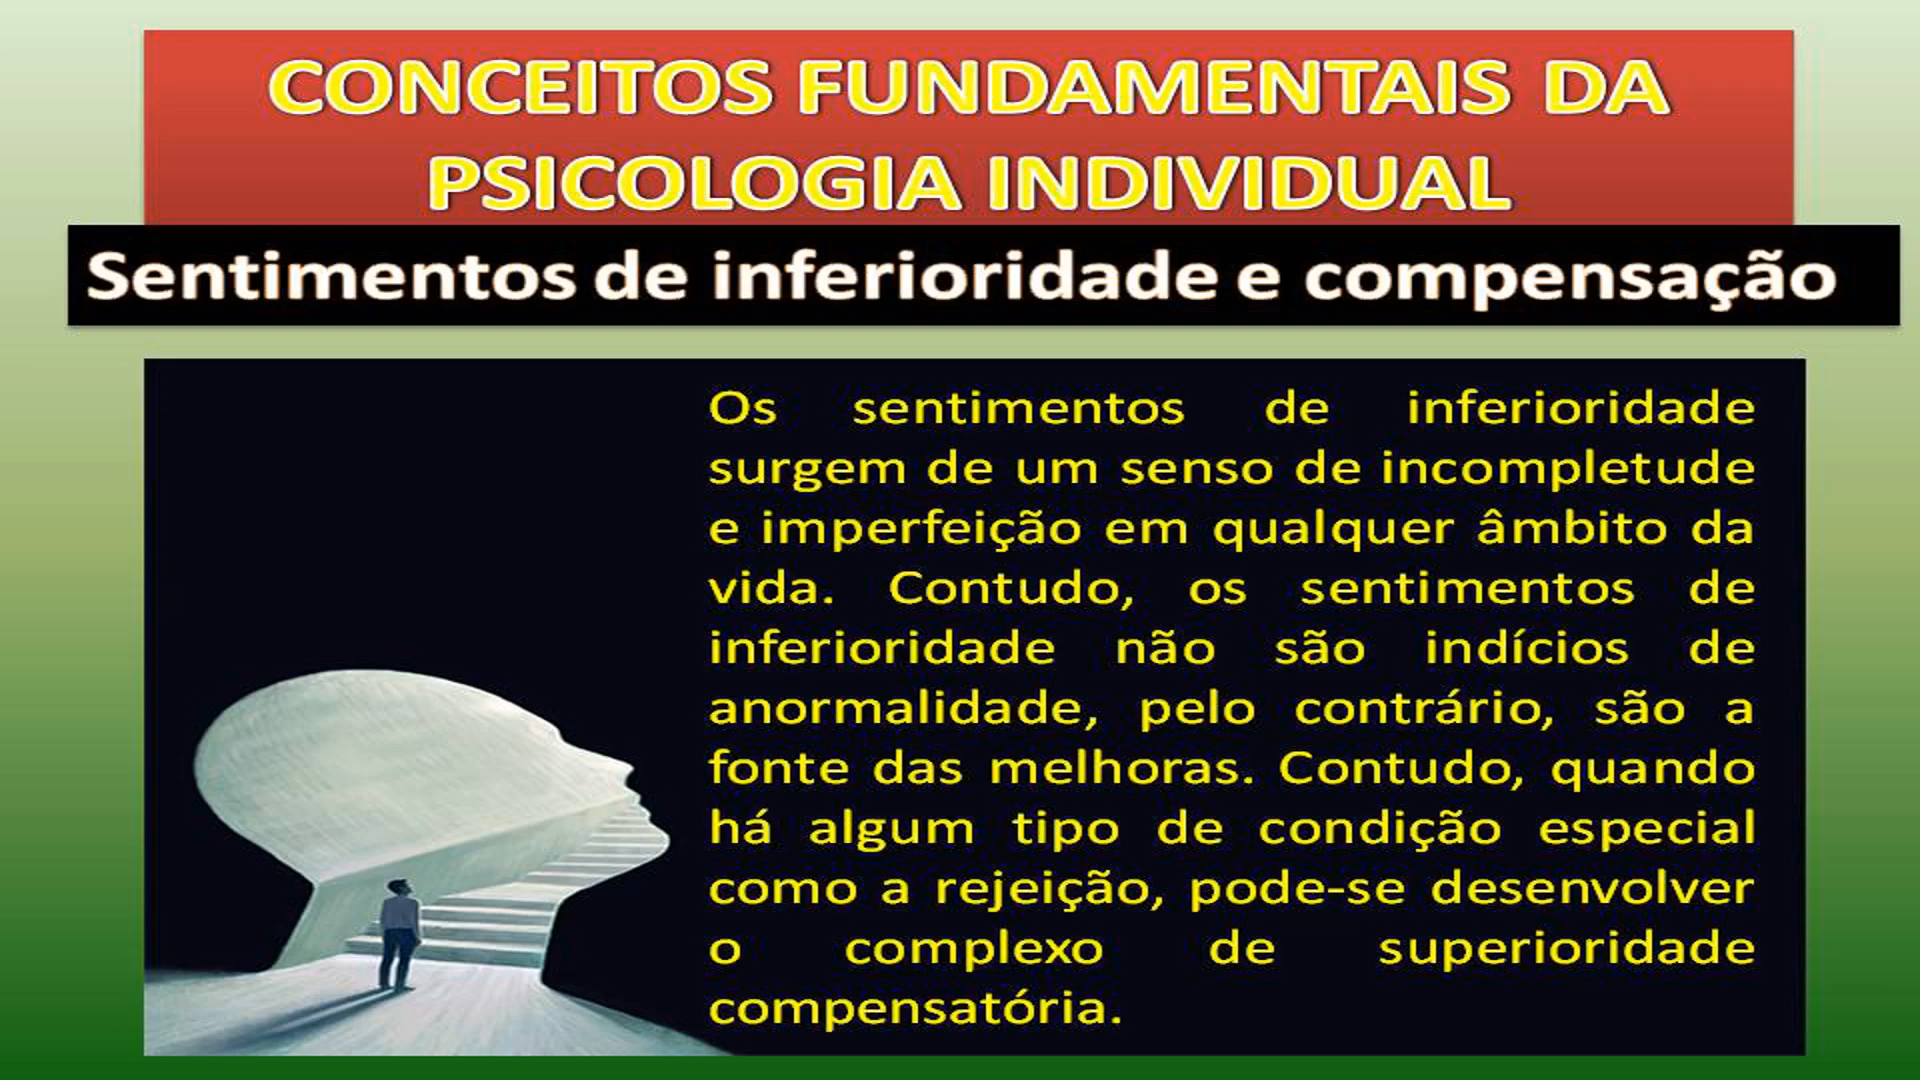 CONCEITOS FUNDAMENTAIS DA
PSICOLOGIA INDIVIDUAL
Sentimentos de inferioridade e compensação
Os sentimentos de inferioridade
surgem de um senso de incompletude
e imperfeição em qualquer âmbito da
vida. Contudo, os sentimentos de
inferioridade não são indícios de
anormalidade, pelo contrário, são a
fonte das melhoras. Contudo, quando
há algum tipo de condição especial
como a rejeição, pode-se desenvolver
o complexo de superioridade
compensatória.